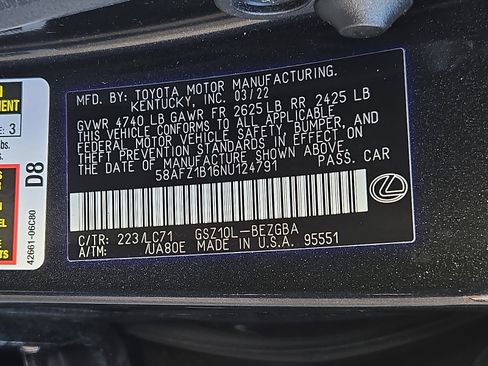 MFD. BY: TOYOTA MOTOR MANUFACTURING.
KENTUCKY, INC. 03/22
GVWR 4740 LB GAWR FR 2625 LB RR 2425 LB
THIS VEHICLE CONFORMS TO ALL APPLICABLE
FEDERAL MOTOR VEHICLE SAFETY, BUMPER, AND
THEFT PREVENTION STANDARDS IN EFFECT ON
THE DATE OF MANUFACTURE SHOWN ABOVE.
58AFZ1B16NU124791 PASS. CAR
C/TR: 223/LC71 GSZ10L-BEZGBA
A/TM: /UA80E MADE IN U.S.A. 95551
3
D8
42661-06C80